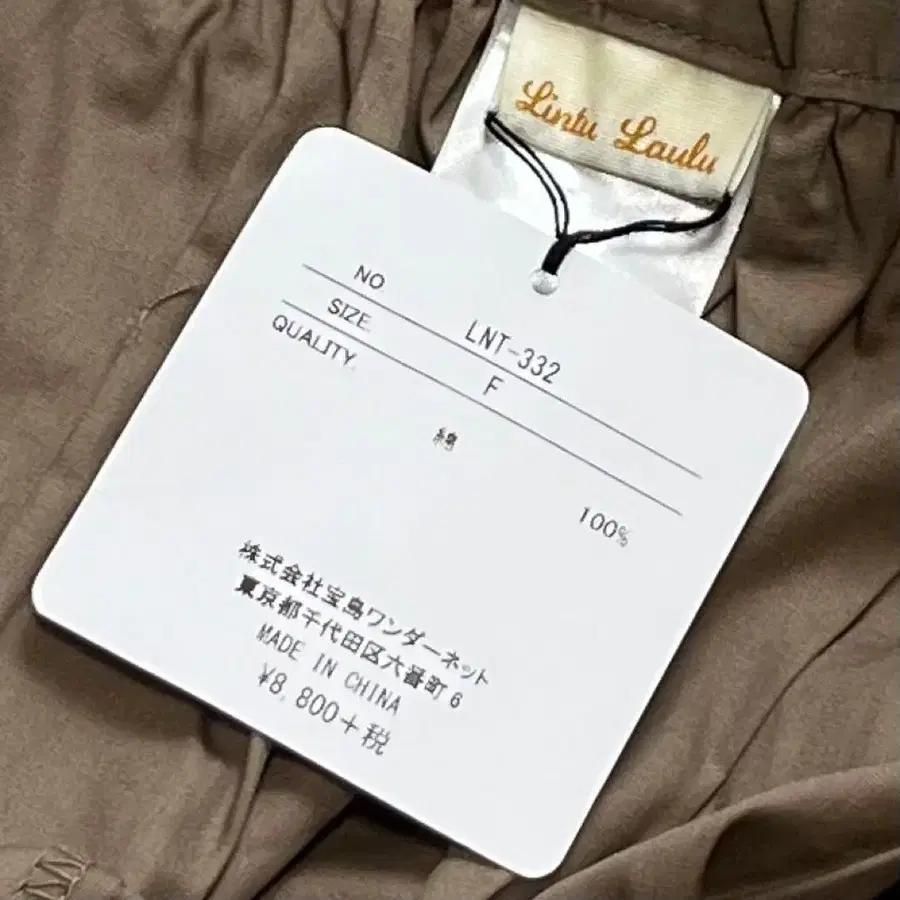 Lintu Laulu
NO LNT-332
SIZE F
QUALITY
綿 100%
株式会社宝島ワンダーネット
東京都千代田区六番町6
MADE IN CHINA
¥8,800+税